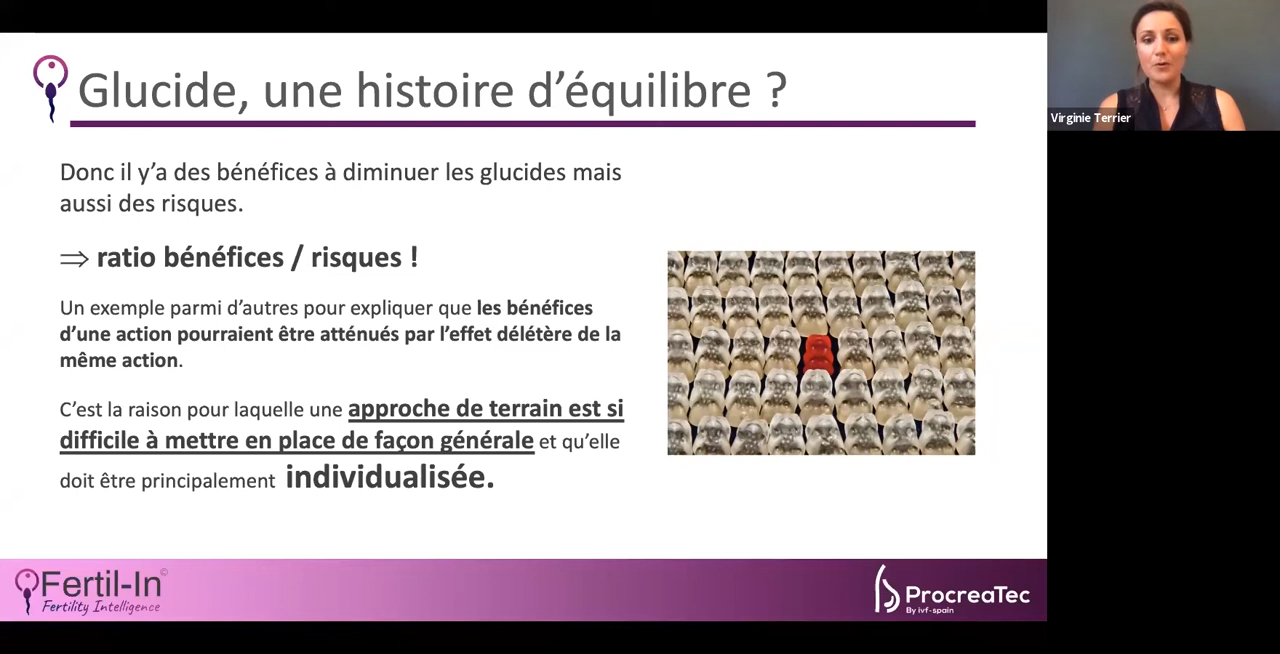 Glucide, une histoire d’équilibre ?
Virginie Terrier
Donc il y’a des bénéfices à diminuer les glucides mais
aussi des risques.
⇒ ratio bénéfices / risques !
Un exemple parmi d’autres pour expliquer que les bénéfices
d’une action pourraient être atténués par l’effet délétère de la
même action.
C’est la raison pour laquelle une approche de terrain est si
difficile à mettre en place de façon générale et qu’elle
doit être principalement individualisée.
Fertil-In©
Fertility Intelligence
ProcreaTec
By ivf-spain